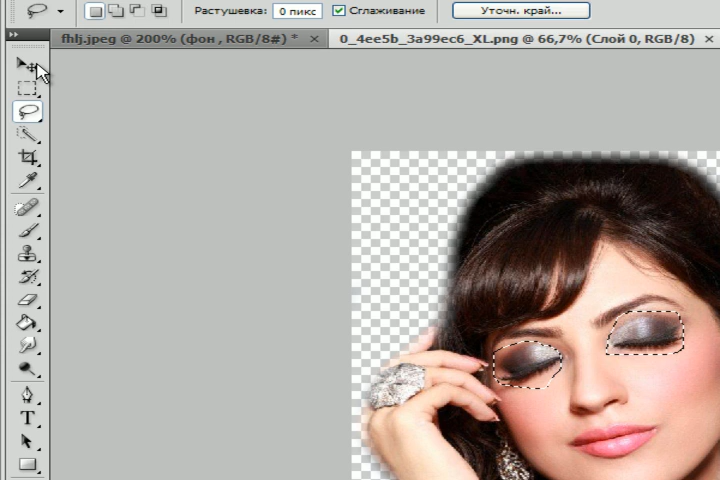 Растушевка: 0 пикс Сглаживание Уточн. край...
fhlj.jpeg @ 200% (фон , RGB/8#) * × 0_4ee5b_3a99ec6_XL.png @ 66,7% (Слой 0, RGB/8) ×
T